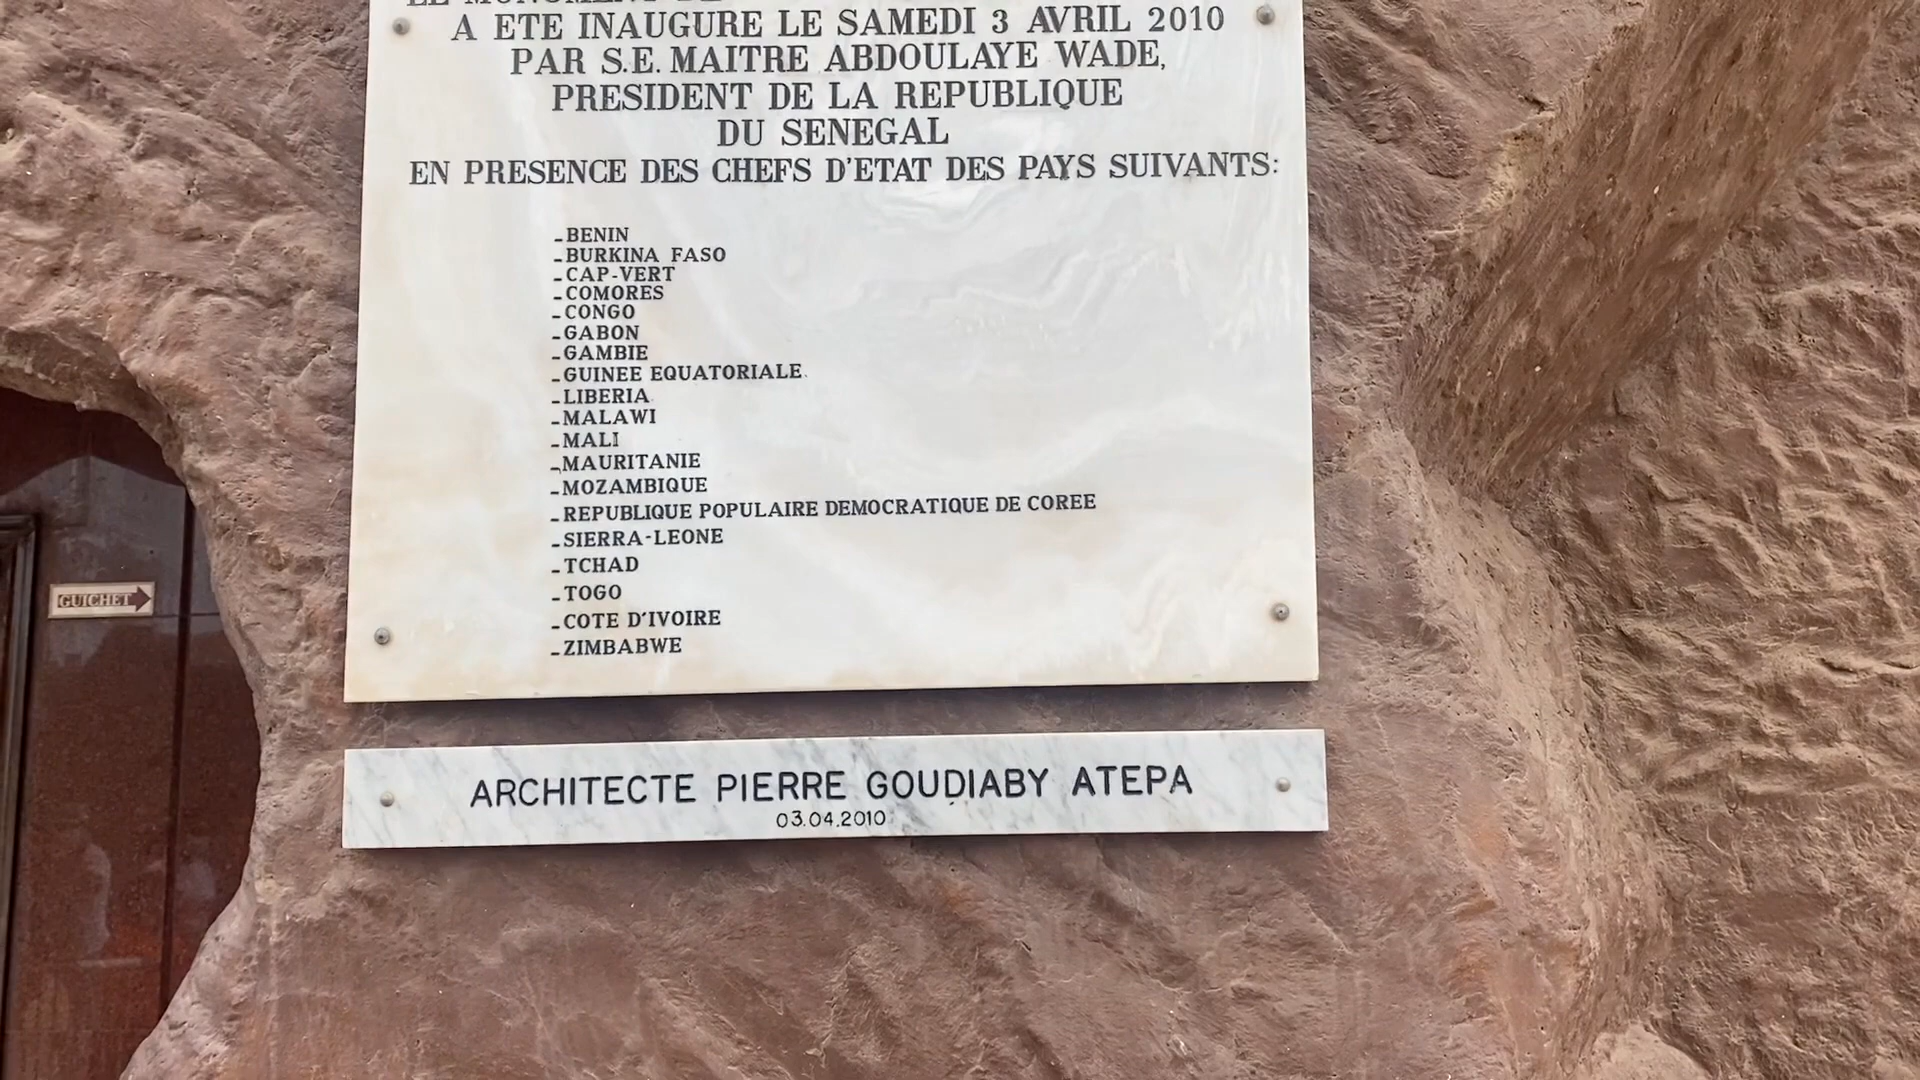 LE MONUMENT DE
A ETE INAUGURE LE SAMEDI 3 AVRIL 2010
PAR S.E. MAITRE ABDOULAYE WADE,
PRESIDENT DE LA REPUBLIQUE
DU SENEGAL
EN PRESENCE DES CHEFS D'ETAT DES PAYS SUIVANTS:
-BENIN
-BURKINA FASO
-CAP-VERT
-COMORES
-CONGO
-GABON
-GAMBIE
-GUINEE EQUATORIALE
-LIBERIA
-MALAWI
-MALI
-MAURITANIE
-MOZAMBIQUE
-REPUBLIQUE POPULAIRE DEMOCRATIQUE DE COREE
-SIERRA-LEONE
-TCHAD
-TOGO
-COTE D'IVOIRE
-ZIMBABWE
GUICHET
ARCHITECTE PIERRE GOUDIABY ATEPA
03.04.2010